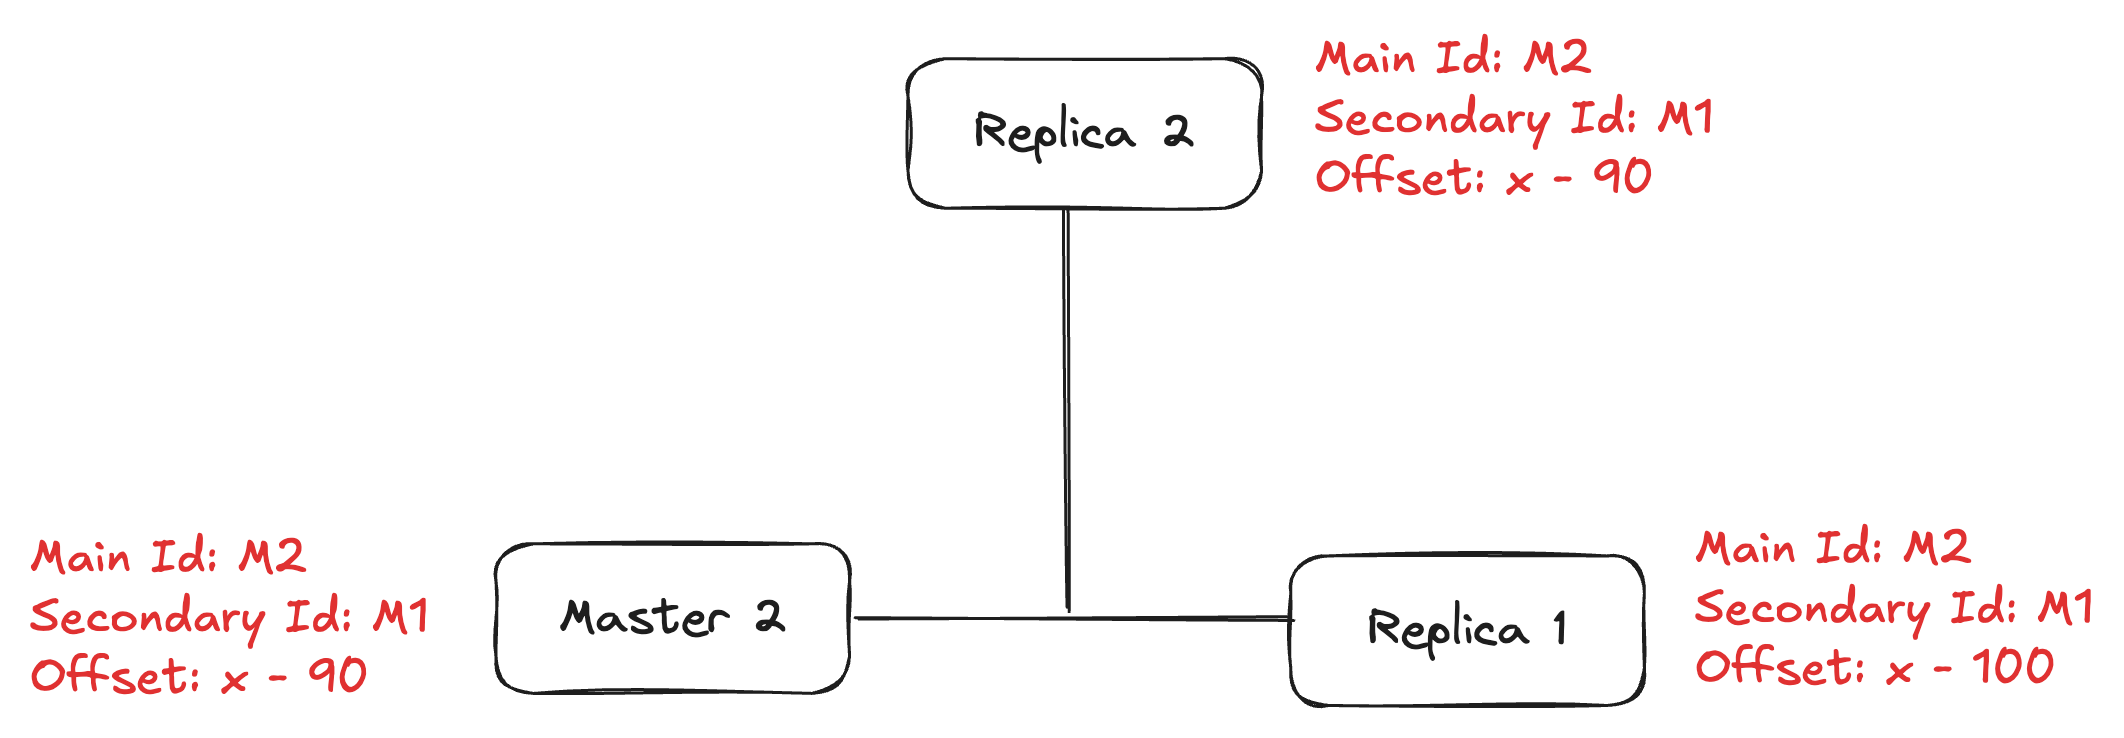 Replica 2
Main Id: M2
Secondary Id: M1
Offset: x - 90
Main Id: M2
Secondary Id: M1
Offset: x - 90
Master 2
Replica 1
Main Id: M2
Secondary Id: M1
Offset: x - 100